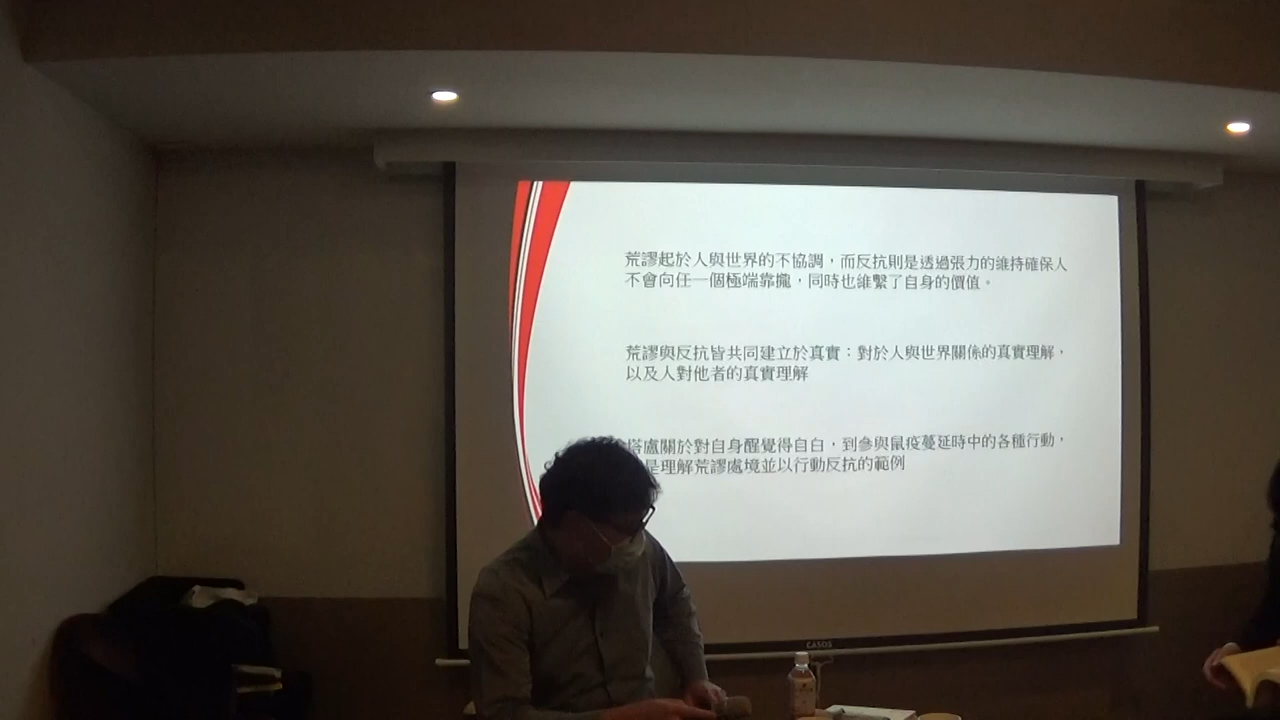 荒謬起於人與世界的不協調，而反抗則是透過張力的維持確保人
不會向任一個極端靠攏，同時也維繫了自身的價值。
荒謬與反抗皆共同建立於真實：對於人與世界關係的真實理解，
以及人對他者的真實理解
塔盧關於對自身醒覺得自白，到參與鼠疫蔓延時中的各種行動，
是理解荒謬處境並以行動反抗的範例
CASOS